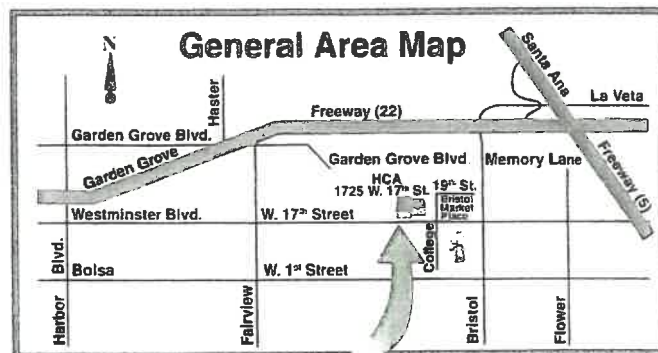 General Area Map
N
Santa Ana
Freeway (5)
La Veta
Haster
Freeway (22)
Garden Grove Blvd.
Garden Grove
Garden Grove Blvd.
Memory Lane
HCA
1725 W. 17th St.
19th St.
Bristol
Market
Place
Westminster Blvd.
W. 17th Street
College
Bolsa
W. 1st Street
Harbor Blvd.
Fairview
Bristol
Flower